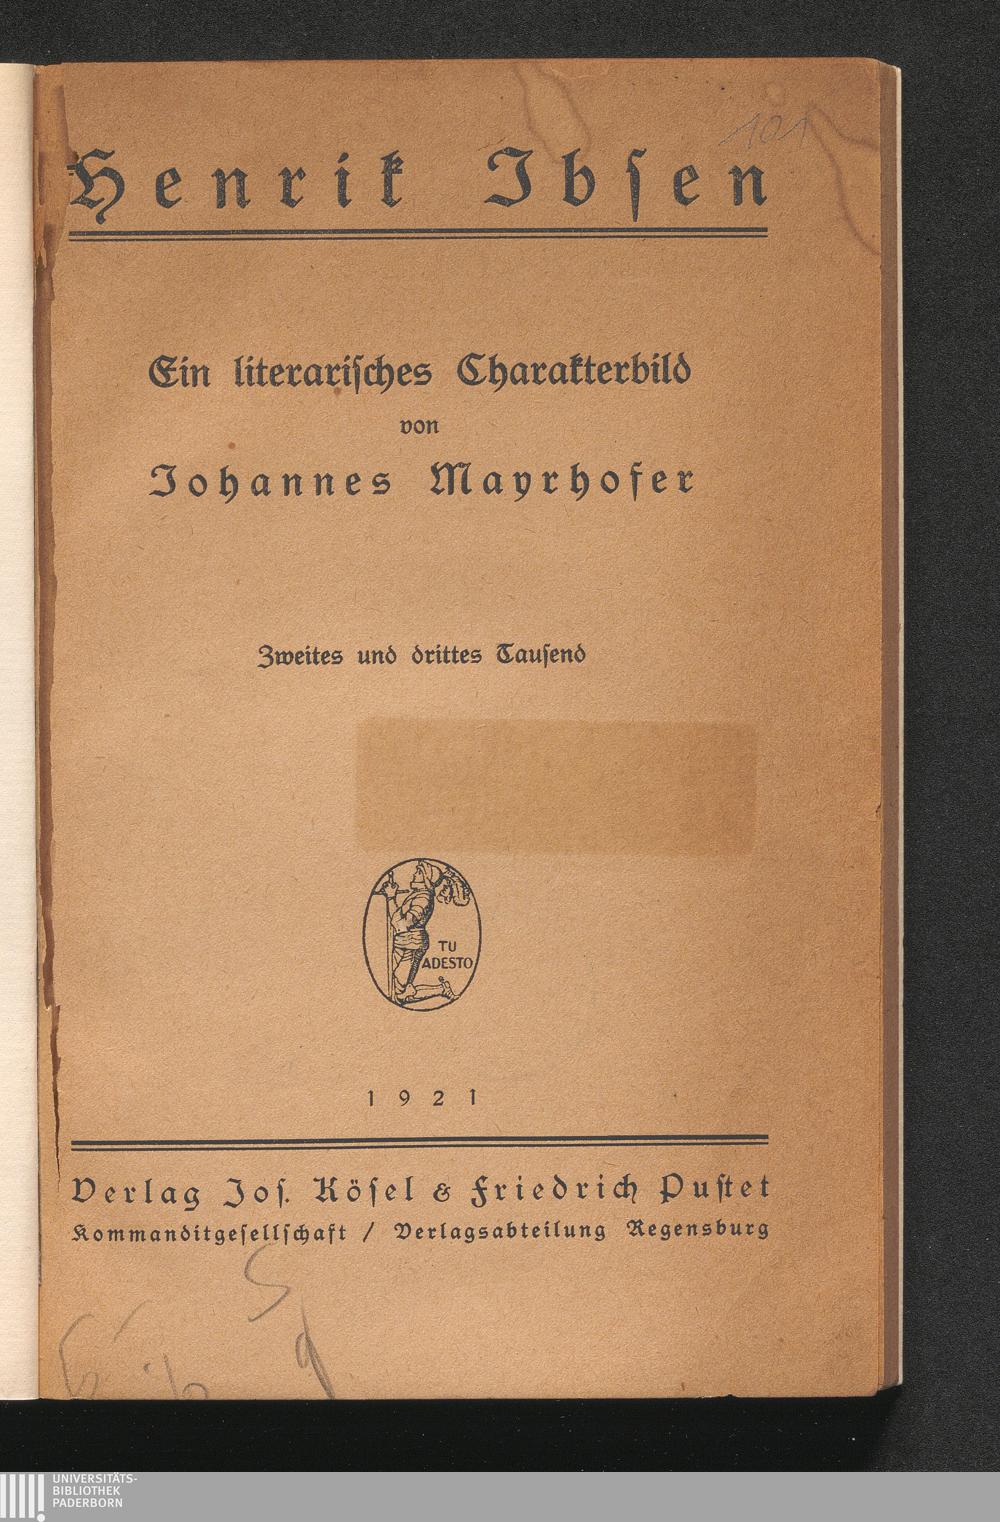 101
Henrik Ibſen
Ein literariſches Charakterbild
von
Johannes Mayrhofer
Zweites und drittes Tauſend
TU
ADESTO
1921
Verlag Joſ. Köſel & Friedrich Puſtet
Kommanditgeſellſchaft / Verlagsabteilung Regensburg
UNIVERSITÄTS-
BIBLIOTHEK
PADERBORN